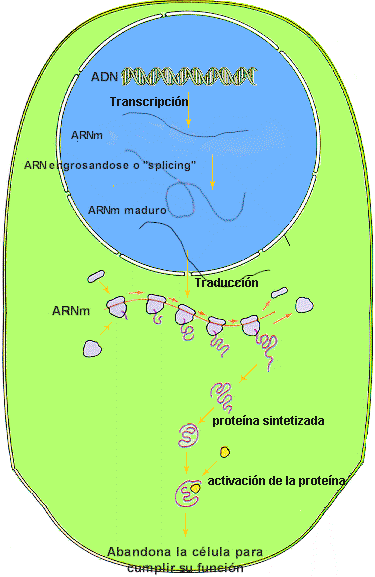 ADN
Transcripción
ARNm
ARN engrosandose o "splicing"
ARNm maduro
Traducción
ARNm
proteína sintetizada
activación de la proteína
Abandona la célula para
cumplir su función